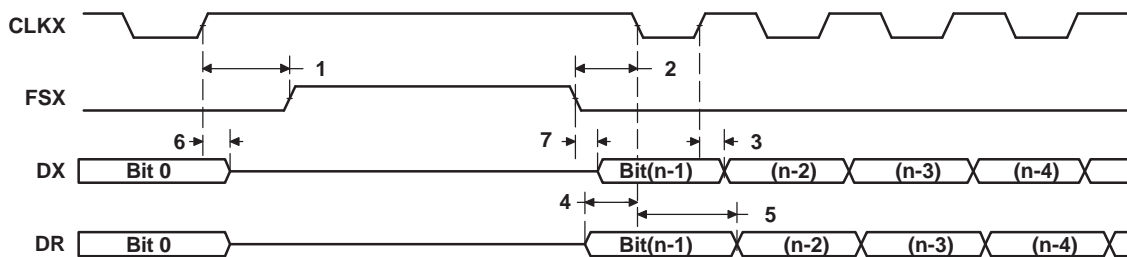 CLKX
1 2
FSX
6 7 3
DX Bit 0 Bit(n-1) (n-2) (n-3) (n-4)
4 5
DR Bit 0 Bit(n-1) (n-2) (n-3) (n-4)